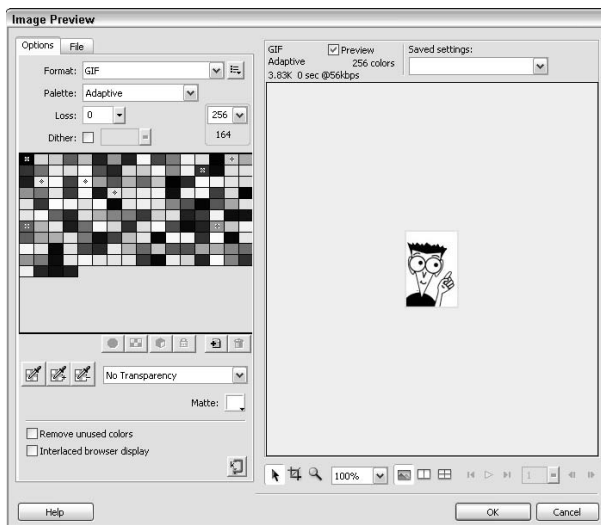 Image Preview
Options
File
Format: GIF
Palette: Adaptive
Loss: 0
256
Dither:
164
No Transparency
Matte:
Remove unused colors
Interlaced browser display
GIF
Preview
Saved settings:
Adaptive
256 colors
3.83K 0 sec @56kbps
100%
1
Help
OK
Cancel